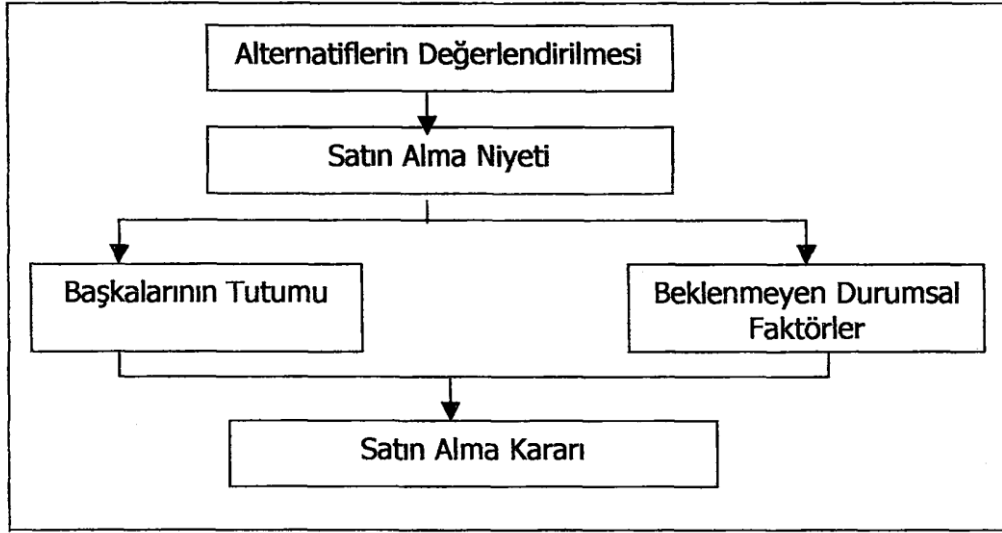 Alternatiflerin Değerlendirilmesi
Satın Alma Niyeti
Başkalarının Tutumu
Beklenmeyen Durumsal
Faktörler
Satın Alma Kararı